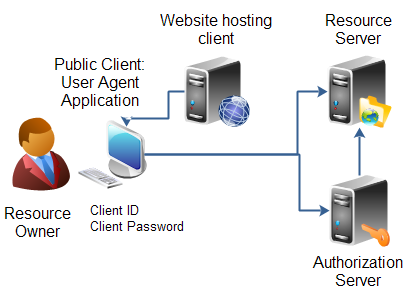 Website hosting
client
Resource
Server
Public Client:
User Agent
Application
Resource
Owner
Client ID
Client Password
Authorization
Server